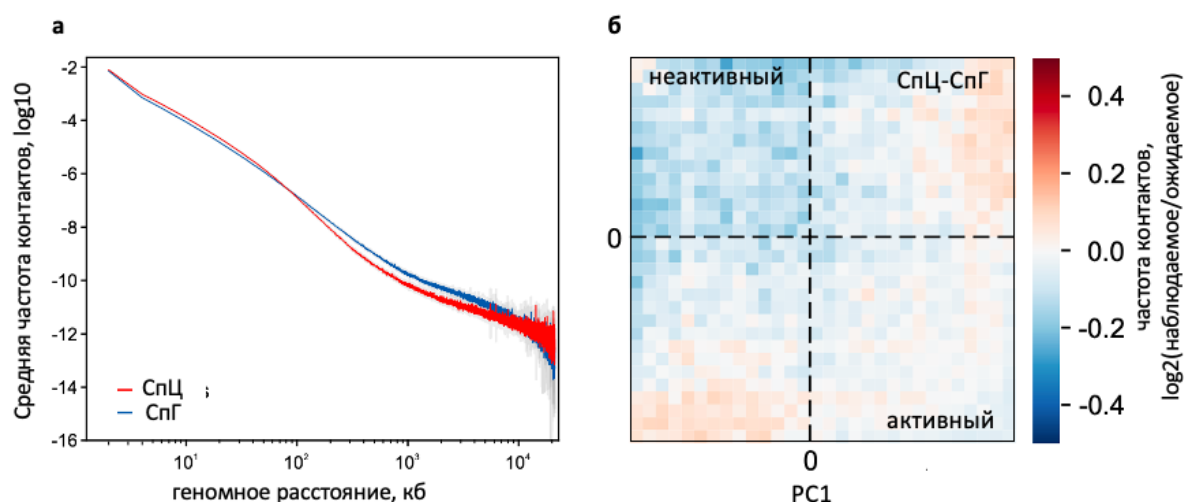 а
Средняя частота контактов, log10
-2
-4
-6
-8
-10
-12
-14
-16
СпЦ s
СпГ
10¹
10²
10³
10⁴
геномное расстояние, кб
б
неактивный
СпЦ-СпГ
активный
0
0
PC1
0.4
0.2
0.0
-0.2
-0.4
частота контактов,
log2(наблюдаемое/ожидаемое)